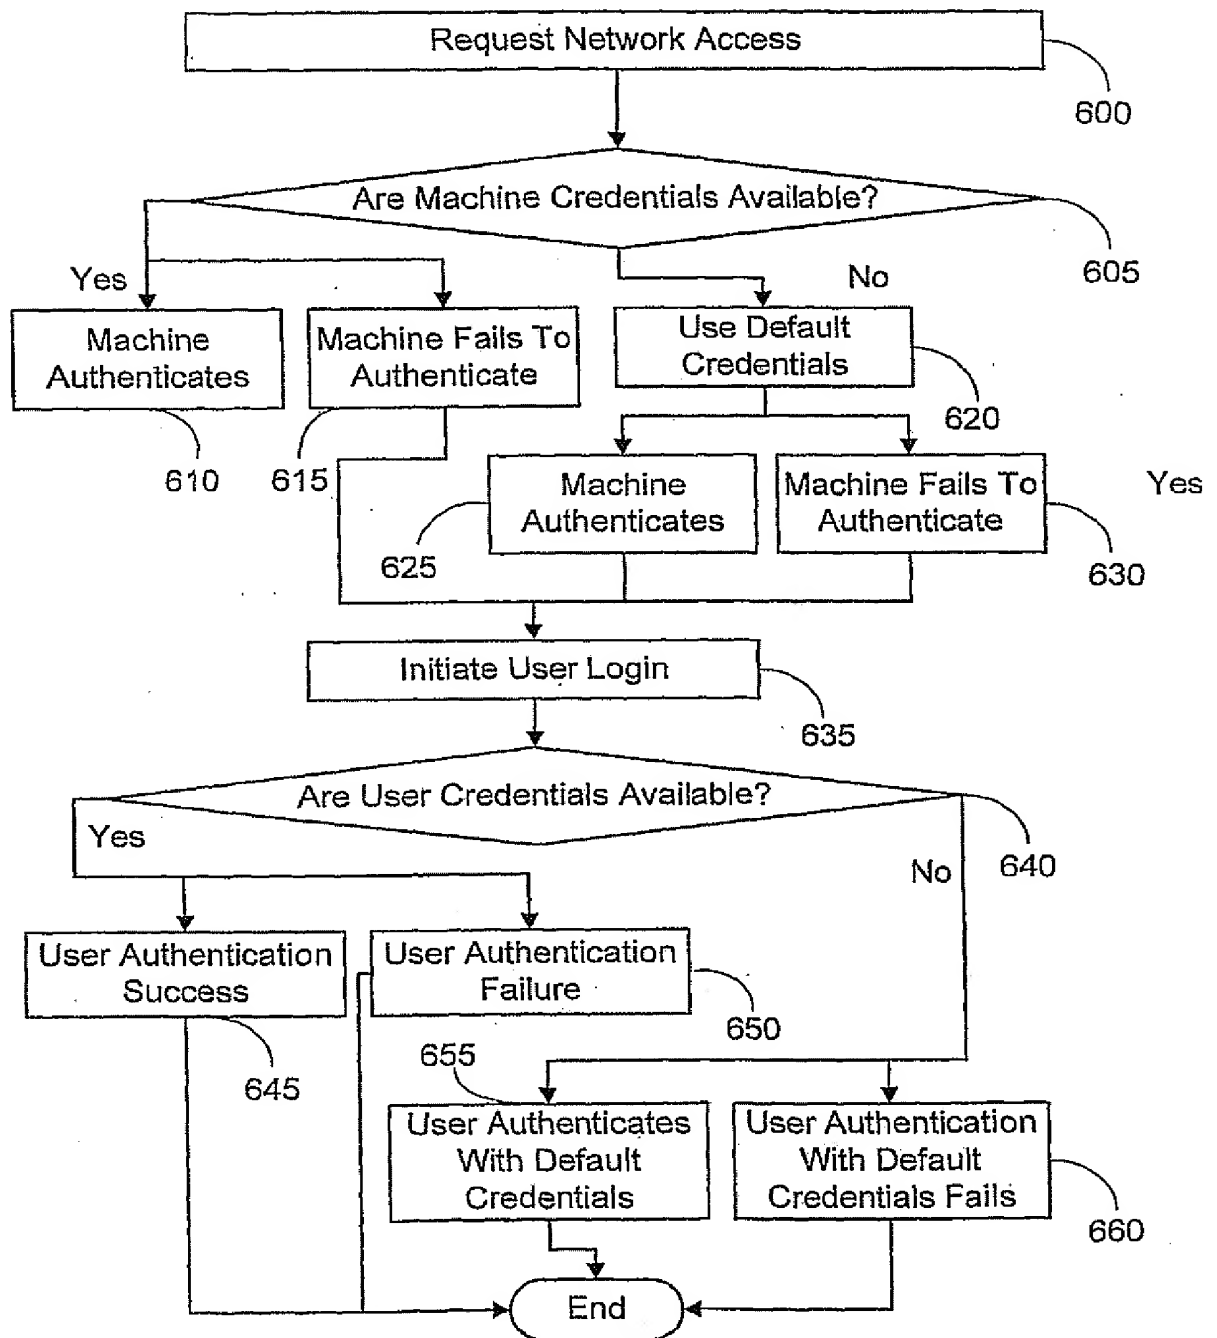 Request Network Access
600
Are Machine Credentials Available?
605
Yes
No
Machine
Authenticates
610
Machine Fails To
Authenticate
615
Use Default
Credentials
620
Machine
Authenticates
625
Machine Fails To
Authenticate
630
Yes
Initiate User Login
635
Are User Credentials Available?
640
Yes
No
User Authentication
Success
645
User Authentication
Failure
650
655
User Authenticates
With Default
Credentials
User Authentication
With Default
Credentials Fails
660
End